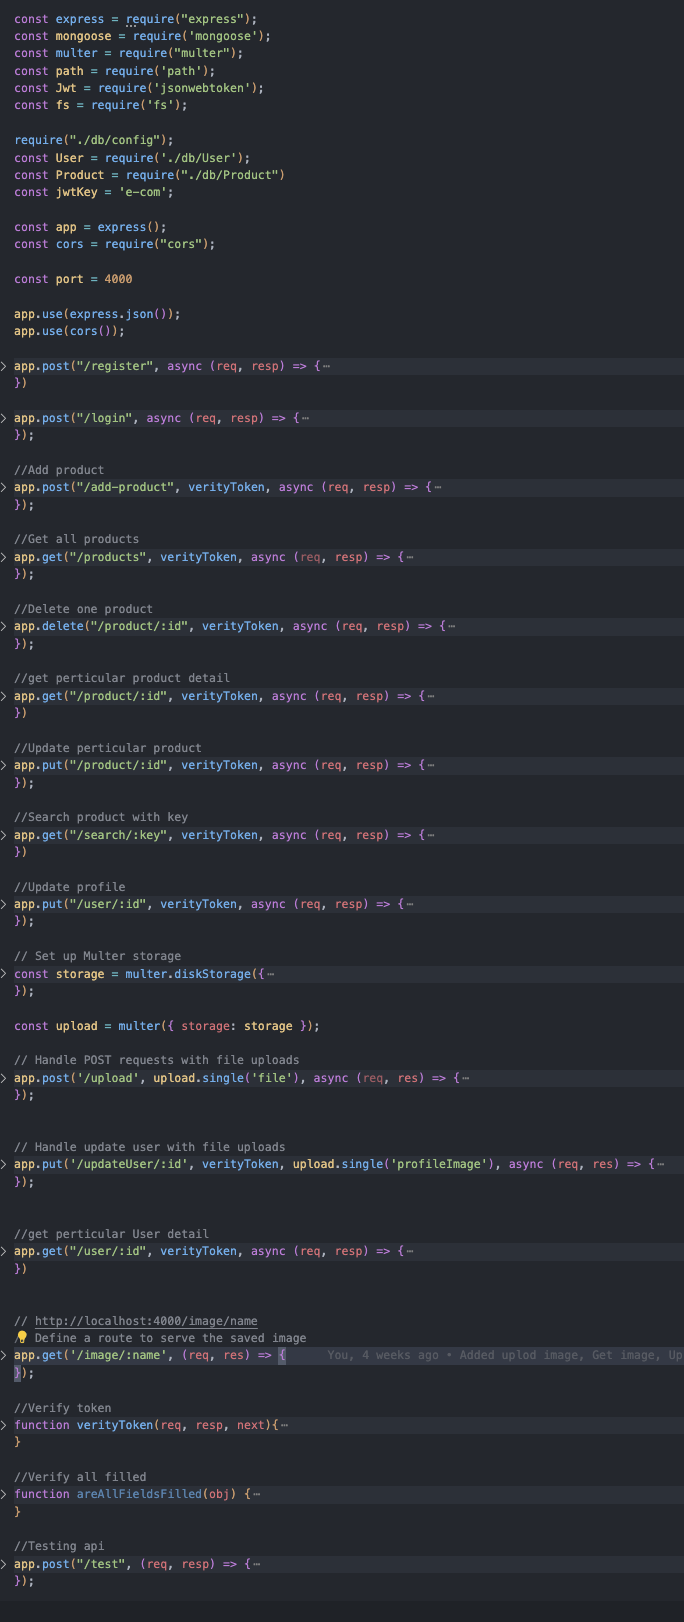 const express = require("express");
const mongoose = require('mongoose');
const multer = require("multer");
const path = require('path');
const Jwt = require('jsonwebtoken');
const fs = require('fs');
require("./db/config");
const User = require('./db/User');
const Product = require("./db/Product")
const jwtKey = 'e-com';
const app = express();
const cors = require("cors");
const port = 4000
app.use(express.json());
app.use(cors());
app.post("/register", async (req, resp) => {⋯
})
app.post("/login", async (req, resp) => {⋯
});
//Add product
app.post("/add-product", verityToken, async (req, resp) => {⋯
});
//Get all products
app.get("/products", verityToken, async (req, resp) => {⋯
});
//Delete one product
app.delete("/product/:id", verityToken, async (req, resp) => {⋯
});
//get perticular product detail
app.get("/product/:id", verityToken, async (req, resp) => {⋯
})
//Update perticular product
app.put("/product/:id", verityToken, async (req, resp) => {⋯
});
//Search product with key
app.get("/search/:key", verityToken, async (req, resp) => {⋯
})
//Update profile
app.put("/user/:id", verityToken, async (req, resp) => {⋯
});
// Set up Multer storage
const storage = multer.diskStorage({⋯
});
const upload = multer({ storage: storage });
// Handle POST requests with file uploads
app.post('/upload', upload.single('file'), async (req, res) => {⋯
});
// Handle update user with file uploads
app.put('/updateUser/:id', verityToken, upload.single('profileImage'), async (req, res) => {⋯
});
//get perticular User detail
app.get("/user/:id", verityToken, async (req, resp) => {⋯
})
// http://localhost:4000/image/name
// Define a route to serve the saved image
app.get('/image/:name', (req, res) => { You, 4 weeks ago • Added uplod image, Get image, Up
});
//Verify token
function verityToken(req, resp, next){⋯
}
//Verify all filled
function areAllFieldsFilled(obj) {⋯
}
//Testing api
app.post("/test", (req, resp) => {⋯
});